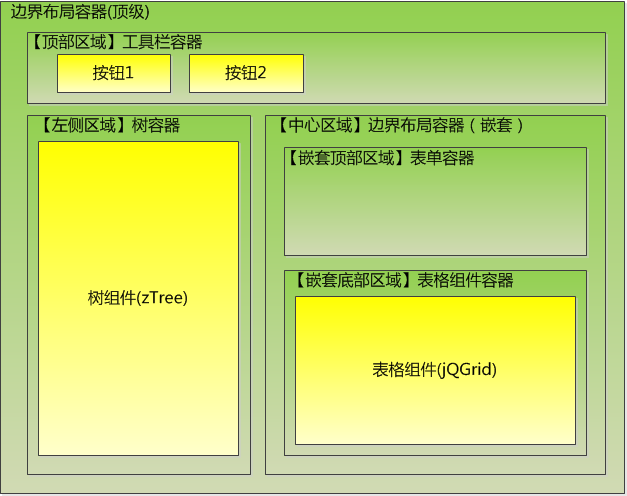 边界布局容器(顶级)
【顶部区域】工具栏容器
按钮1
按钮2
【左侧区域】树容器
树组件(zTree)
【中心区域】边界布局容器（嵌套）
【嵌套顶部区域】表单容器
【嵌套底部区域】表格组件容器
表格组件(jQGrid)